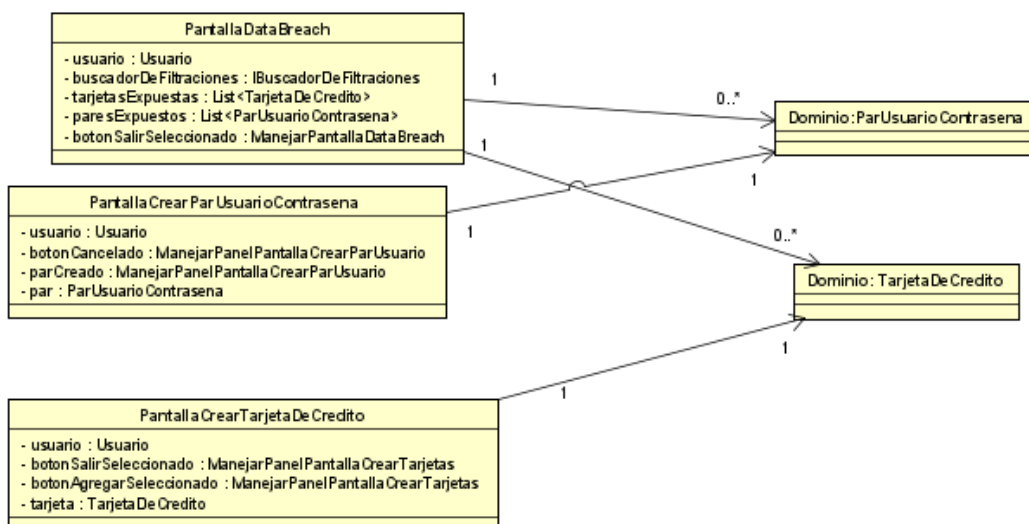 PantallaDataBreach
- usuario : Usuario
- buscadorDeFiltraciones : IBuscadorDeFiltraciones
- tarjetasExpuestas : List<TarjetaDeCredito>
- paresExpuestos : List<ParUsuarioContrasena>
- botonSalirSeleccionado : ManejarPantallaDataBreach
1
0..*
1
Dominio:ParUsuarioContrasena
PantallaCrearParUsuarioContrasena
- usuario : Usuario
- botonCancelado : ManejarPanelPantallaCrearParUsuario
- parCreado : ManejarPanelPantallaCrearParUsuario
- par : ParUsuarioContrasena
1
1
0..*
Dominio:TarjetaDeCredito
1
1
PantallaCrearTarjetaDeCredito
- usuario : Usuario
- botonSalirSeleccionado : ManejarPanelPantallaCrearTarjetas
- botonAgregarSeleccionado : ManejarPanelPantallaCrearTarjetas
- tarjeta : TarjetaDeCredito